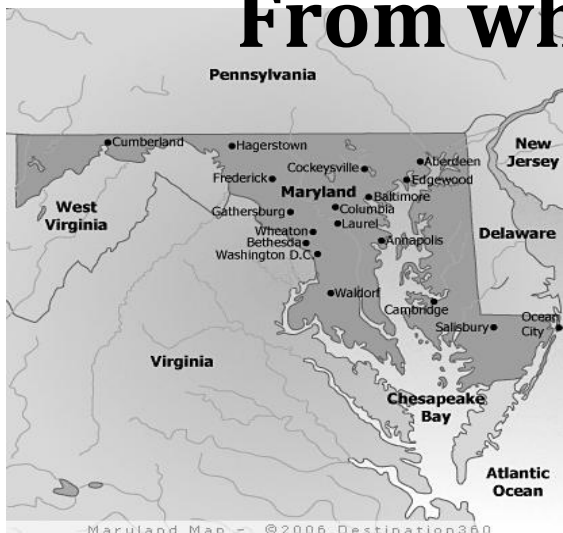 From wh
Pennsylvania
Cumberland
Hagerstown
New
Jersey
Cockeysville
Aberdeen
Frederick
Edgewood
Maryland
Baltimore
West
Virginia
Gathersburg
Columbia
Laurel
Delaware
Wheaton
Annapolis
Bethesda
Washington D.C
Waldorf
Cambridge
Ocean
City
Salisbury
Virginia
Chesapeake
Bay
Atlantic
Ocean
Maryland Map - ©2006 Destination360